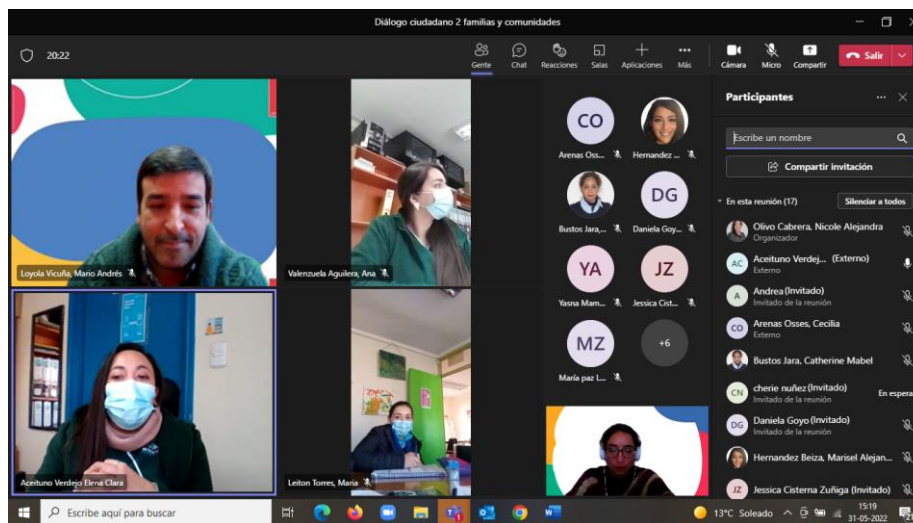 Diálogo ciudadano 2 familias y comunidades
20:22
Gente
Chat
Reacciones
Salas
Aplicaciones
Más
Cámara
Micro
Compartir
Salir
Loyola Vicuña, Mario Andrés
Valenzuela Aguilera, Ana
Aceituno Verdejo Elena Clara
Leiton Torres, Maria
CO
Arenas Oss...
Hernandez ...
Bustos Jara,...
DG
Daniela Goy...
YA
Yasna Mam...
JZ
Jessica Cist...
MZ
María paz L...
+6
Participantes
Escribe un nombre
Compartir invitación
En esta reunión (17)
Silenciar a todos
Olivo Cabrera, Nicole Alejandra
Organizador
AC
Aceituno Verdej... (Externo)
Externo
A
Andrea (Invitado)
Invitado de la reunión
CO
Arenas Osses, Cecilia
Externo
Bustos Jara, Catherine Mabel
CN
cherie nuñez (Invitado)
Invitado de la reunión
En espera
DG
Daniela Goyo (Invitado)
Invitado de la reunión
Hernandez Beiza, Marisel Alejan...
JZ
Jessica Cisterna Zuñiga (Invitado)
Escribe aquí para buscar
13°C Soleado
15:19
31-05-2022